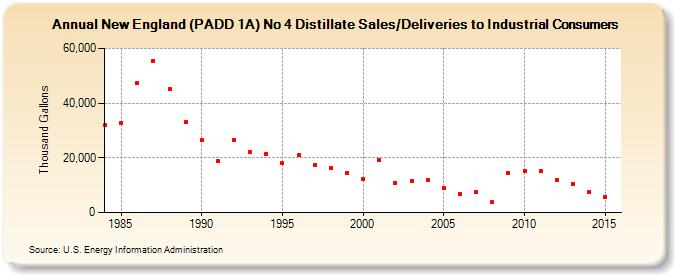 Annual New England (PADD 1A) No 4 Distillate Sales/Deliveries to Industrial Consumers
Thousand Gallons
60,000
40,000
20,000
0
1985 1990 1995 2000 2005 2010 2015
Source: U.S. Energy Information Administration